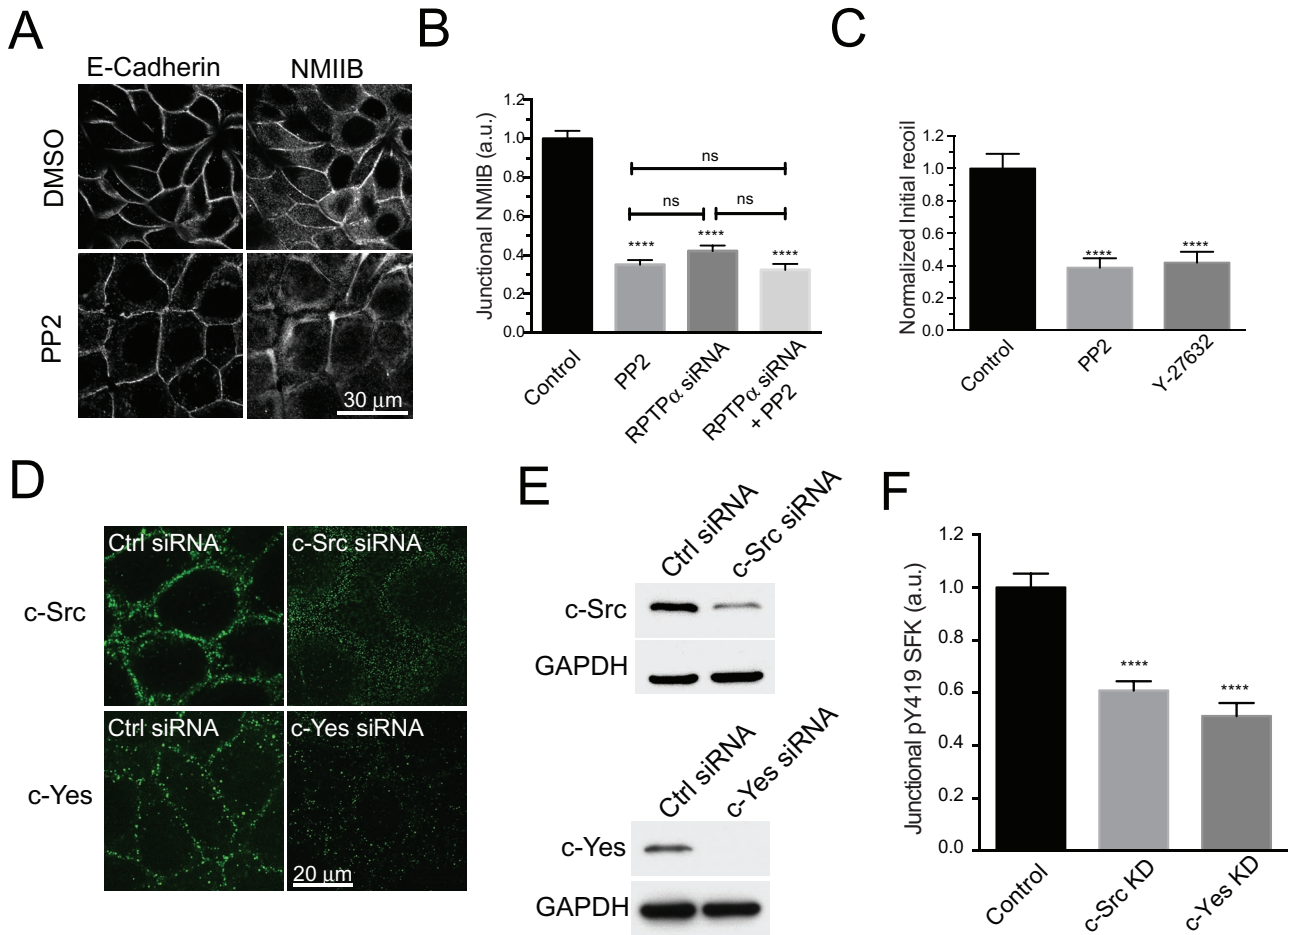 A
E-Cadherin
NMIIB
DMSO
PP2
30 μm
B
Junctional NMIIB (a.u.)
1.2
1.0
0.8
0.6
0.4
0.2
0.0
ns
ns
ns
****
****
****
Control
PP2
RPTPα siRNA
RPTPα siRNA
+ PP2
C
Normalized Initial recoil
1.2
1.0
0.8
0.6
0.4
0.2
0.0
****
****
Control
PP2
Y-27632
D
Ctrl siRNA
c-Src siRNA
c-Src
Ctrl siRNA
c-Yes siRNA
c-Yes
20 μm
E
Ctrl siRNA
c-Src siRNA
c-Src
GAPDH
Ctrl siRNA
c-Yes siRNA
c-Yes
GAPDH
F
Junctional pY419 SFK (a.u.)
1.2
1.0
0.8
0.6
0.4
0.2
0.0
****
****
Control
c-Src KD
c-Yes KD